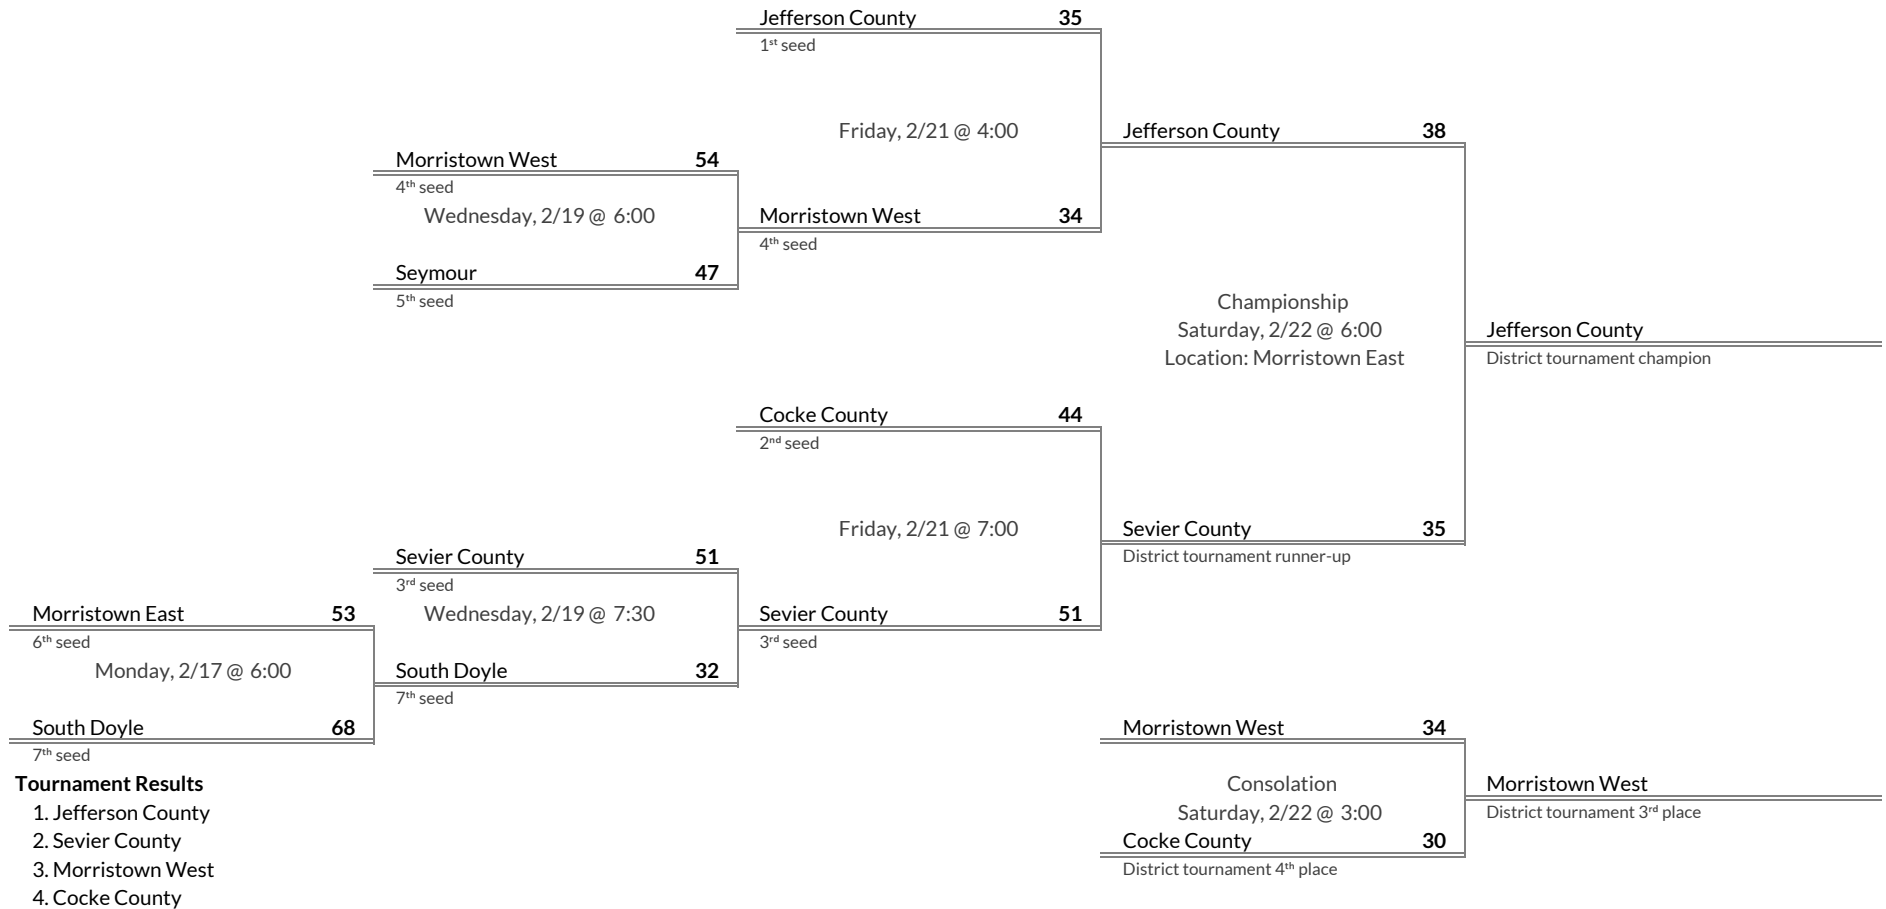 Jefferson County 35
1st seed
Friday, 2/21 @ 4:00
Jefferson County 38
Morristown West 54
4th seed
Wednesday, 2/19 @ 6:00
Morristown West 34
4th seed
Seymour 47
5th seed
Championship
Saturday, 2/22 @ 6:00
Location: Morristown East
Jefferson County
District tournament champion
Cocke County 44
2nd seed
Friday, 2/21 @ 7:00
Sevier County 35
District tournament runner-up
Sevier County 51
3rd seed
Wednesday, 2/19 @ 7:30
Sevier County 51
3rd seed
Morristown East 53
6th seed
Monday, 2/17 @ 6:00
South Doyle 32
7th seed
South Doyle 68
7th seed
Morristown West 34
Consolation
Saturday, 2/22 @ 3:00
Morristown West
District tournament 3rd place
Cocke County 30
District tournament 4th place
Tournament Results
1. Jefferson County
2. Sevier County
3. Morristown West
4. Cocke County